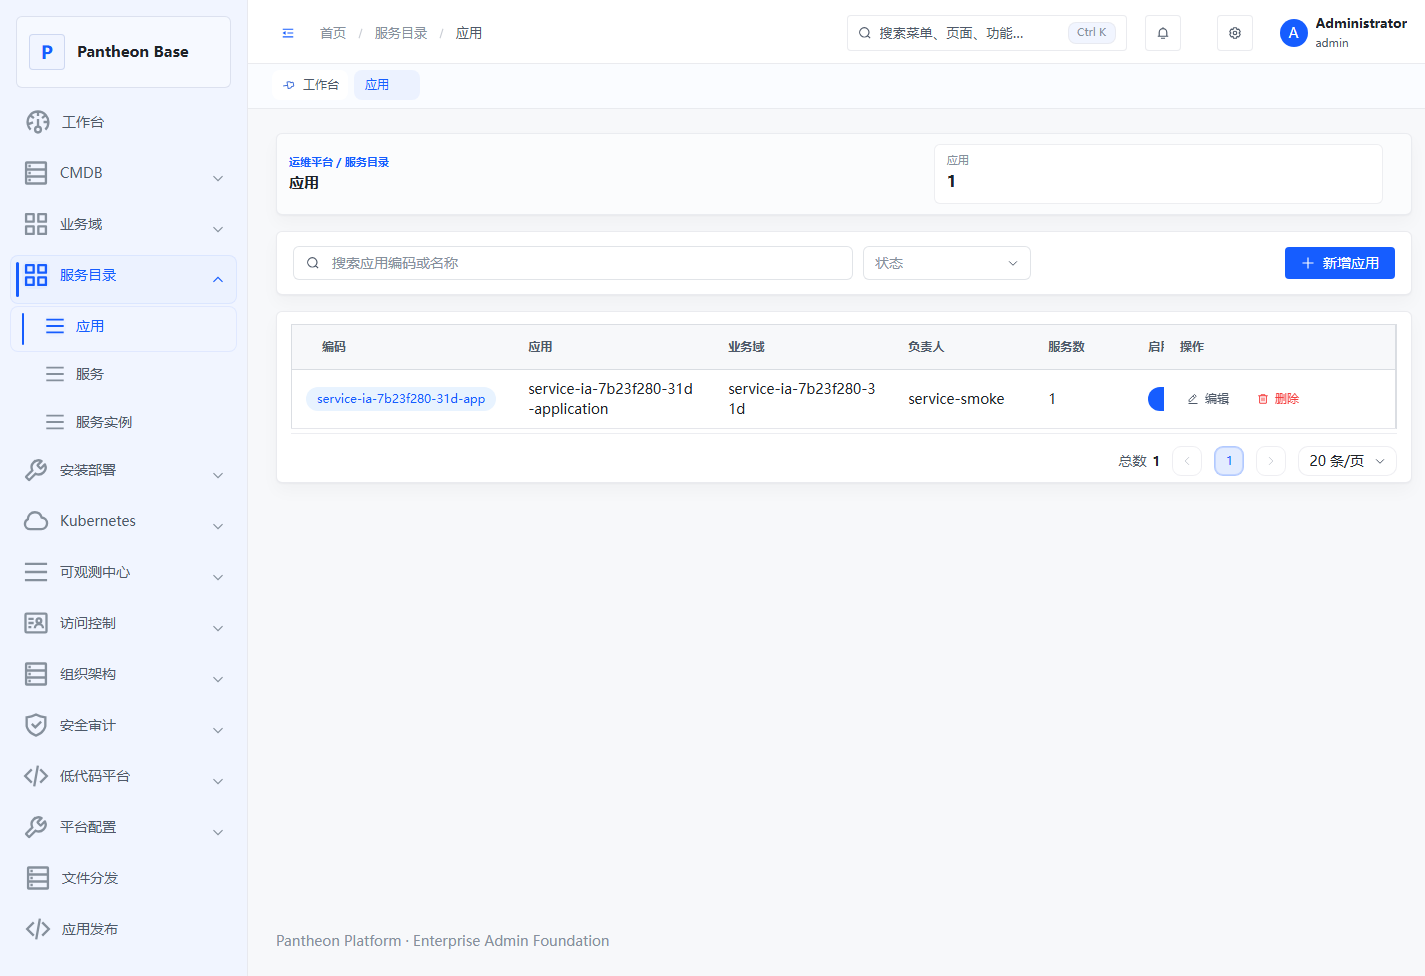 P Pantheon Base
工作台
CMDB
业务域
服务目录
应用
服务
服务实例
安装部署
Kubernetes
可观测中心
访问控制
组织架构
安全审计
低代码平台
平台配置
文件分发
应用发布
首页 / 服务目录 / 应用
搜索菜单、页面、功能... Ctrl K
A Administrator
admin
工作台 应用
运维平台 / 服务目录
应用
应用
1
搜索应用编码或名称 状态 新增应用
编码 应用 业务域 负责人 服务数 操作
service-ia-7b23f280-31d-app
service-ia-7b23f280-31d
-application
service-ia-7b23f280-3
1d
service-smoke 1 编辑 删除
总数 1 1 20 条/页
Pantheon Platform · Enterprise Admin Foundation